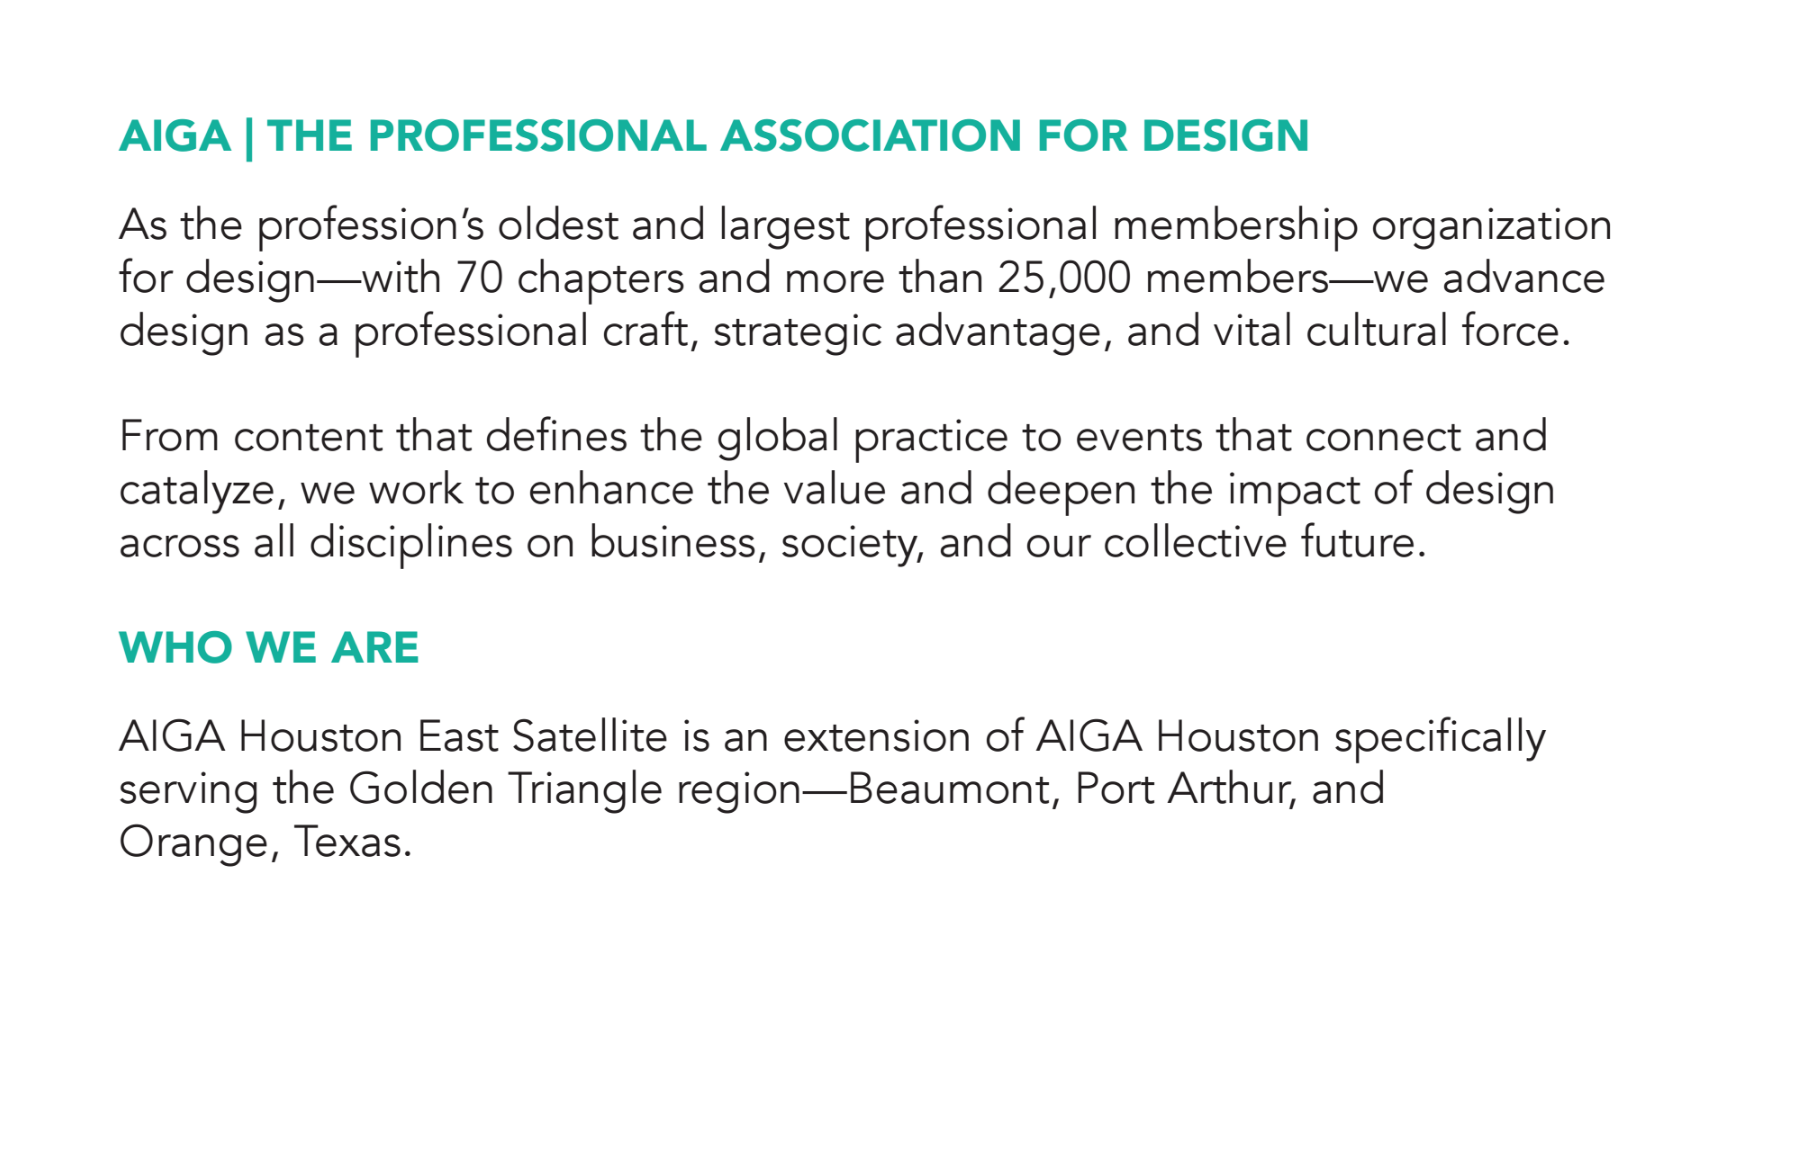 AIGA | THE PROFESSIONAL ASSOCIATION FOR DESIGN
As the profession’s oldest and largest professional membership organization
for design—with 70 chapters and more than 25,000 members—we advance
design as a professional craft, strategic advantage, and vital cultural force.
From content that defines the global practice to events that connect and
catalyze, we work to enhance the value and deepen the impact of design
across all disciplines on business, society, and our collective future.
WHO WE ARE
AIGA Houston East Satellite is an extension of AIGA Houston specifically
serving the Golden Triangle region—Beaumont, Port Arthur, and
Orange, Texas.